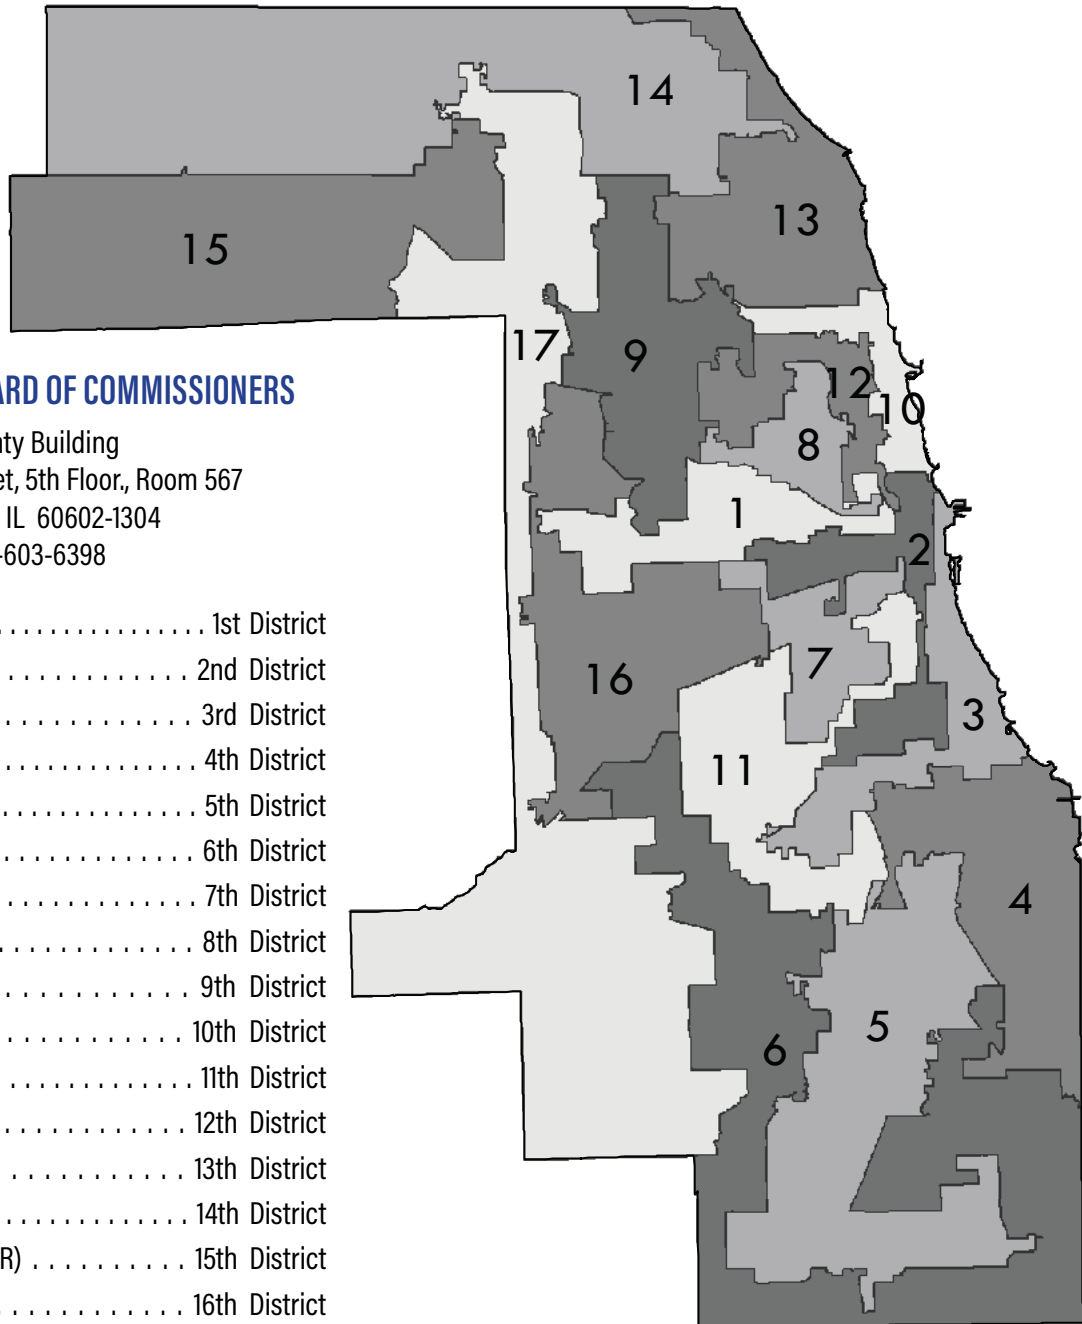 14
13
15
17
9
12
10
8
1
2
16
7
3
11
4
5
6
ARD OF COMMISSIONERS
nty Building
et, 5th Floor., Room 567
IL 60602-1304
-603-6398
. . . . . . . . . . . . . . . . 1st District
. . . . . . . . . . . . . . 2nd District
. . . . . . . . . . . . . . 3rd District
. . . . . . . . . . . . . . 4th District
. . . . . . . . . . . . . . 5th District
. . . . . . . . . . . . . . 6th District
. . . . . . . . . . . . . . 7th District
. . . . . . . . . . . . . . 8th District
. . . . . . . . . . . . . . 9th District
. . . . . . . . . . . . . 10th District
. . . . . . . . . . . . . 11th District
. . . . . . . . . . . . . 12th District
. . . . . . . . . . . . 13th District
. . . . . . . . . . . . . 14th District
R) . . . . . . . . . . 15th District
. . . . . . . . . . . . . 16th District